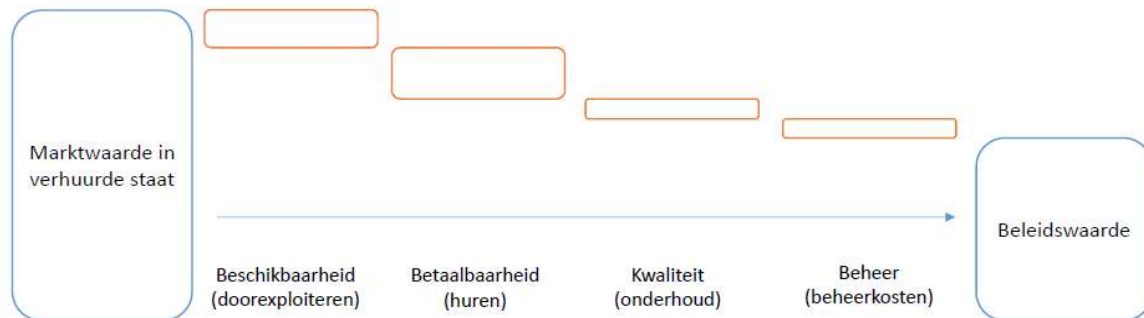 Marktwaarde in
verhuurde staat
Beschikbaarheid
(doorexploiteren)
Betaalbaarheid
(huren)
Kwaliteit
(onderhoud)
Beheer
(beheerkosten)
Beleidswaarde